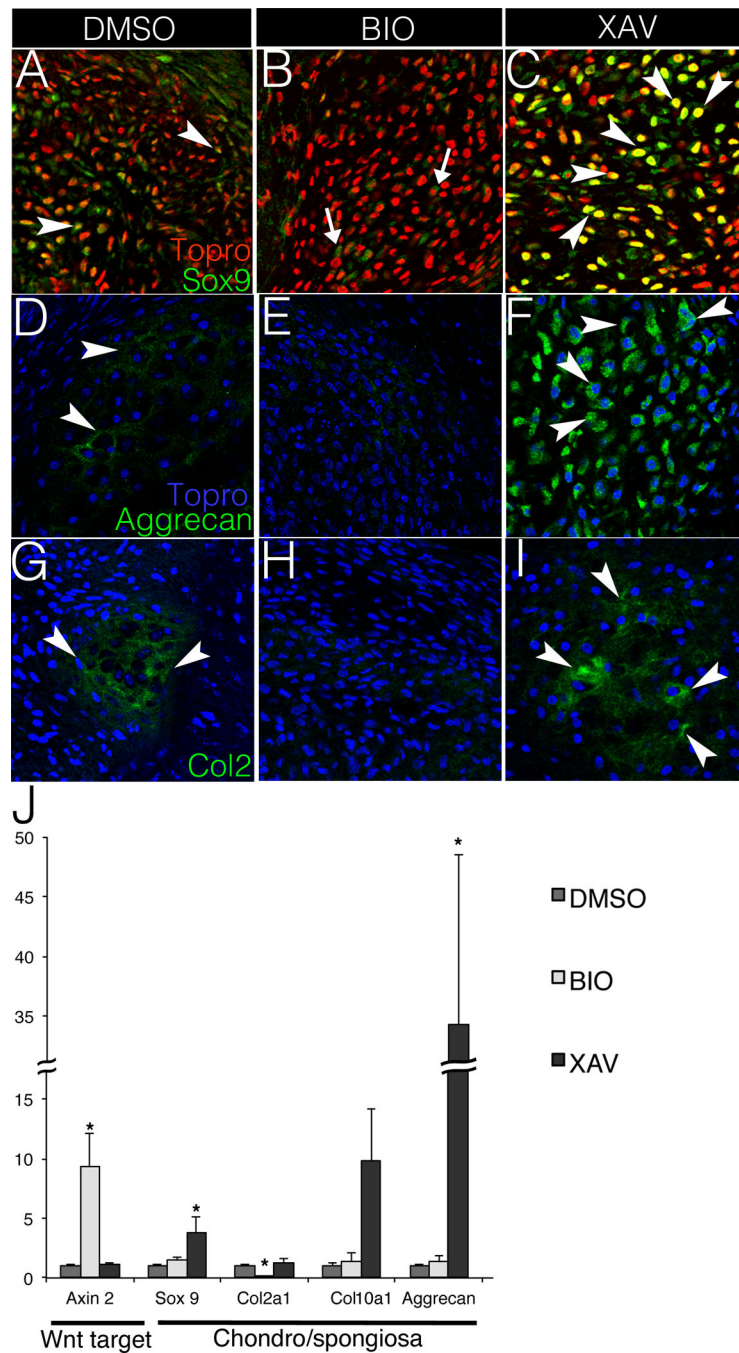 DMSO BIO XAV
A B C
Topro
Sox9
D E F
Topro
Aggrecan
G H I
Col2
J
50
45
40
35
15
10
5
0
* * * *
Axin 2 Sox 9 Col2a1 Col10a1 Aggrecan
Wnt target Chondro/spongiosa
DMSO
BIO
XAV